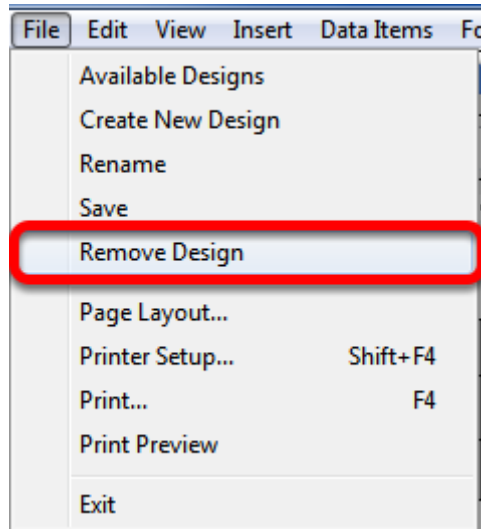 File Edit View Insert Data Items
Available Designs
Create New Design
Rename
Save
Remove Design
Page Layout...
Printer Setup... Shift+F4
Print... F4
Print Preview
Exit